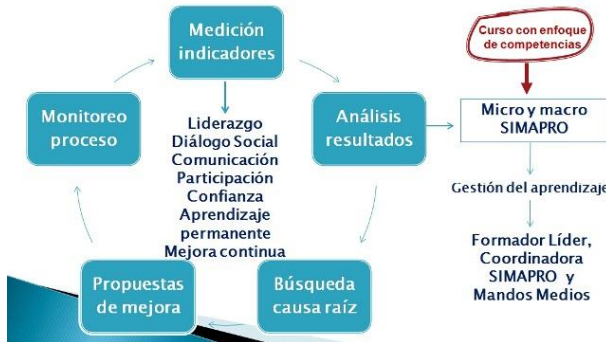 Medición
indicadores
Análisis
resultados
Búsqueda
causa raíz
Propuestas
de mejora
Monitoreo
proceso
Liderazgo
Diálogo Social
Comunicación
Participación
Confianza
Aprendizaje
permanente
Mejora continua
Curso con enfoque
de competencias
Micro y macro
SIMAPRO
Gestión del aprendizaje
Formador Líder,
Coordinadora
SIMAPRO y
Mandos Medios